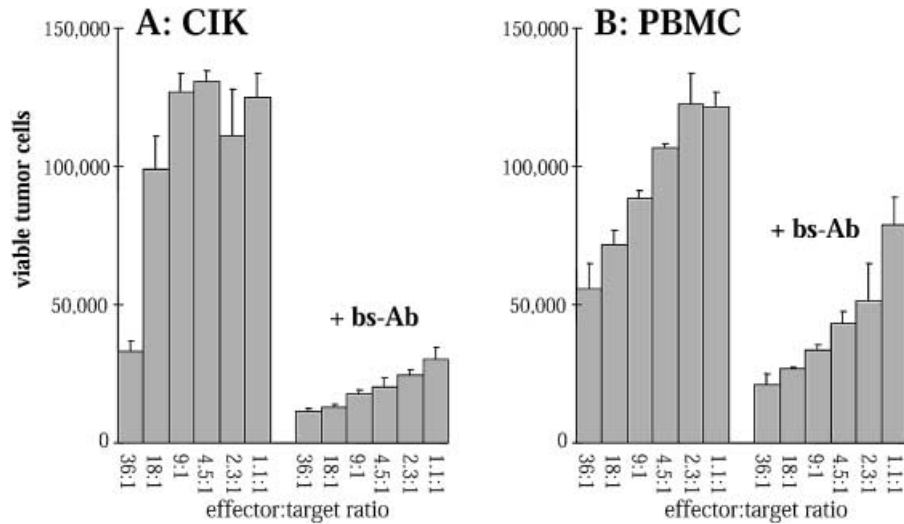 A: CIK
B: PBMC
150,000
100,000
50,000
0
viable tumor cells
+ bs-Ab
36:1 18:1 9:1 4.5:1 2.3:1 1.1:1 36:1 18:1 9:1 4.5:1 2.3:1 1.1:1
effector:target ratio
150,000
100,000
50,000
0
+ bs-Ab
36:1 18:1 9:1 4.5:1 2.3:1 1.1:1 36:1 18:1 9:1 4.5:1 2.3:1 1.1:1
effector:target ratio